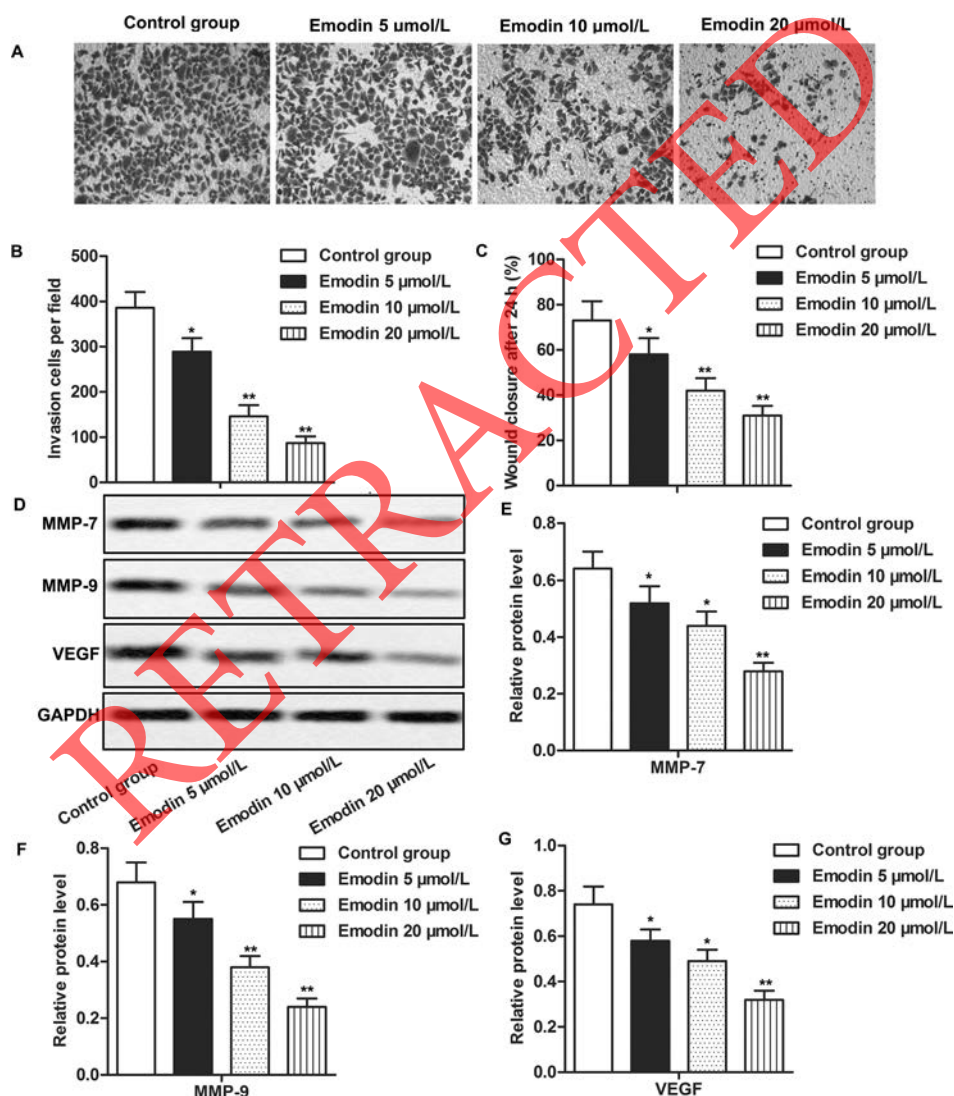 Control group Emodin 5 μmol/L Emodin 10 μmol/L Emodin 20 μmol/L
A
B
Invasion cells per field
500
400
300
200
100
0
*
**
**
Control group
Emodin 5 μmol/L
Emodin 10 μmol/L
Emodin 20 μmol/L
C
Wounld closure after 24 h (%)
100
80
60
40
20
0
*
**
**
Control group
Emodin 5 μmol/L
Emodin 10 μmol/L
Emodin 20 μmol/L
D
MMP-7
MMP-9
VEGF
GAPDH
Control group
Emodin 5 μmol/L
Emodin 10 μmol/L
Emodin 20 μmol/L
E
Relative protein level
0.8
0.6
0.4
0.2
0.0
*
*
**
Control group
Emodin 5 μmol/L
Emodin 10 μmol/L
Emodin 20 μmol/L
MMP-7
F
Relative protein level
0.8
0.6
0.4
0.2
0.0
*
**
**
Control group
Emodin 5 μmol/L
Emodin 10 μmol/L
Emodin 20 μmol/L
MMP-9
G
Relative protein level
1.0
0.8
0.6
0.4
0.2
0.0
*
*
**
Control group
Emodin 5 μmol/L
Emodin 10 μmol/L
Emodin 20 μmol/L
VEGF
RETRACTED